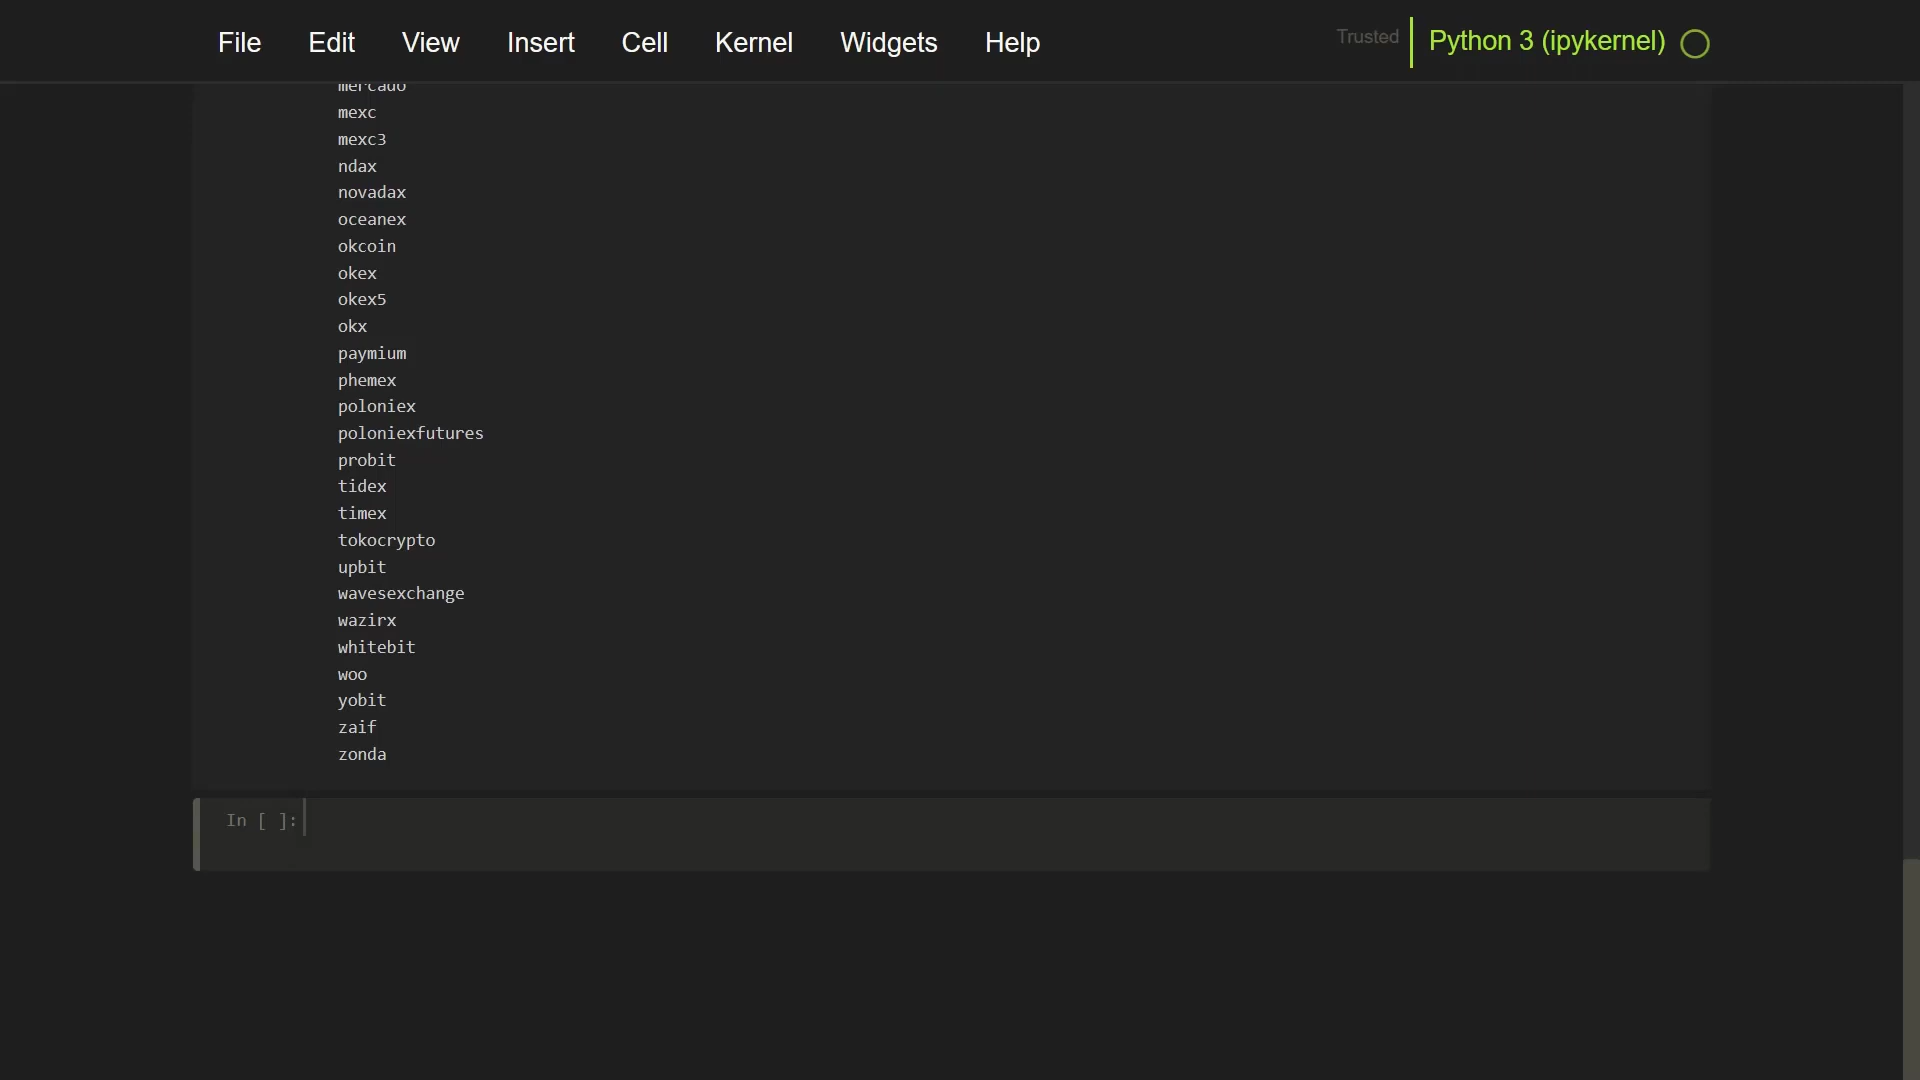 File Edit View Insert Cell Kernel Widgets Help Trusted Python 3 (ipykernel)
mercado
mexc
mexc3
ndax
novadax
oceanex
okcoin
okex
okex5
okx
paymium
phemex
poloniex
poloniexfutures
probit
tidex
timex
tokocrypto
upbit
wavesexchange
wazirx
whitebit
woo
yobit
zaif
zonda
In [ ]: